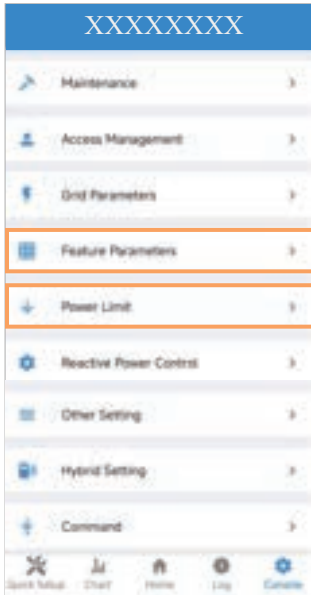 XXXXXXXX
Maintenance
Access Management
Grid Parameters
Feature Parameters
Power Limit
Reactive Power Control
Other Setting
Hybrid Setting
Command
Quick Setup Chart Home Log Console